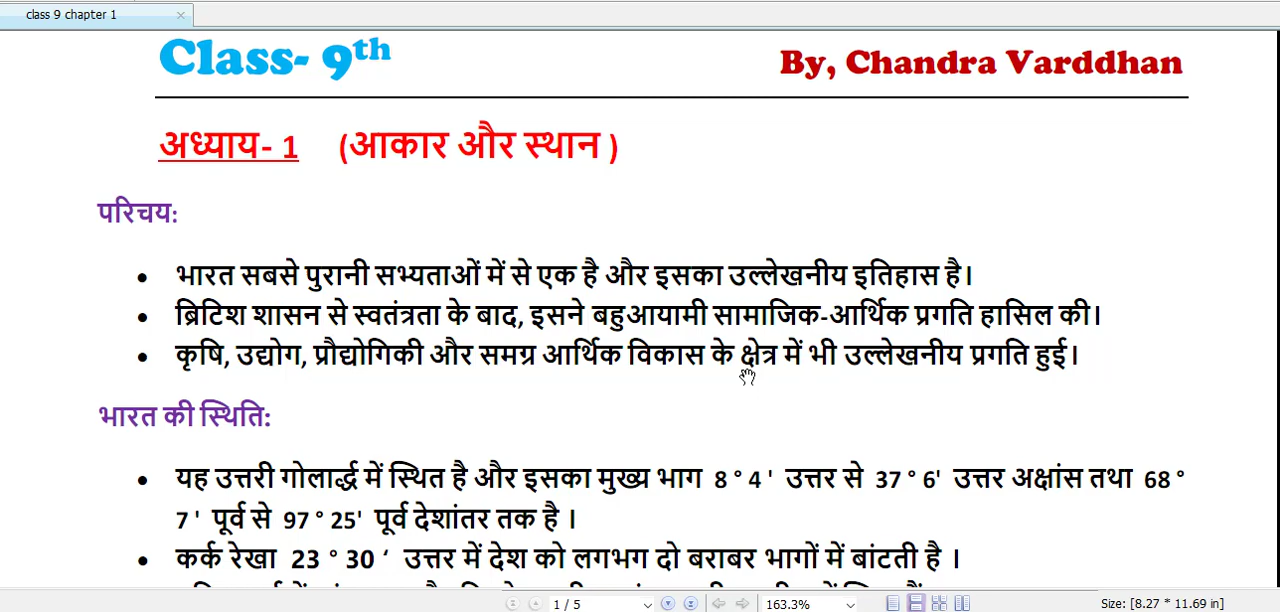 class 9 chapter 1
Class- 9th
By, Chandra Varddhan
अध्याय- 1 (आकार और स्थान )
परिचय:
• भारत सबसे पुरानी सभ्यताओं में से एक है और इसका उल्लेखनीय इतिहास है।
• ब्रिटिश शासन से स्वतंत्रता के बाद, इसने बहुआयामी सामाजिक-आर्थिक प्रगति हासिल की।
• कृषि, उद्योग, प्रौद्योगिकी और समग्र आर्थिक विकास के क्षेत्र में भी उल्लेखनीय प्रगति हुई।
भारत की स्थिति:
• यह उत्तरी गोलार्द्ध में स्थित है और इसका मुख्य भाग 8 ° 4 ' उत्तर से 37 ° 6' उत्तर अक्षांस तथा 68 °
7 ' पूर्व से 97 ° 25' पूर्व देशांतर तक है ।
• कर्क रेखा 23 ° 30 ‘ उत्तर में देश को लगभग दो बराबर भागों में बांटती है ।
1 / 5
163.3%
Size: [8.27 * 11.69 in]